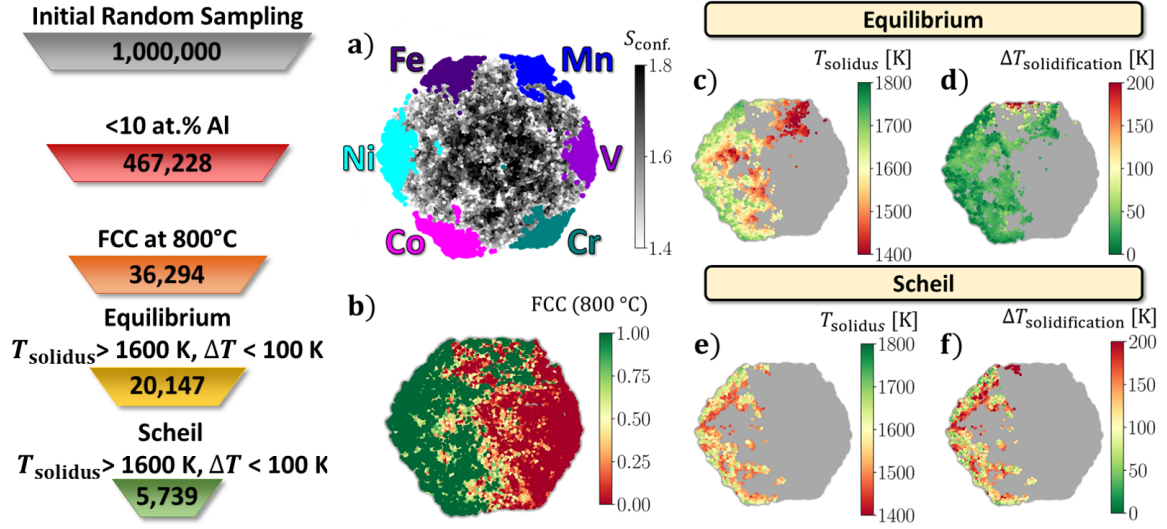 Initial Random Sampling
1,000,000
<10 at.% Al
467,228
FCC at 800°C
36,294
Equilibrium
T_solidus > 1600 K, ΔT < 100 K
20,147
Scheil
T_solidus > 1600 K, ΔT < 100 K
5,739
a)
S_conf.
Fe
Mn
Ni
V
Co
Cr
1.8
1.6
1.4
b)
FCC (800 °C)
1.00
0.75
0.50
0.25
0.00
Equilibrium
c)
T_solidus [K]
1800
1700
1600
1500
1400
d)
ΔT_solidification [K]
200
150
100
50
0
Scheil
e)
T_solidus [K]
1800
1700
1600
1500
1400
f)
ΔT_solidification [K]
200
150
100
50
0